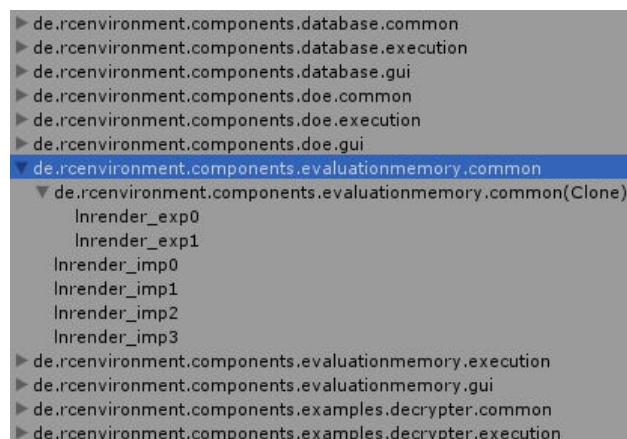 de.rcenvironment.components.database.common
de.rcenvironment.components.database.execution
de.rcenvironment.components.database.gui
de.rcenvironment.components.doe.common
de.rcenvironment.components.doe.execution
de.rcenvironment.components.doe.gui
de.rcenvironment.components.evaluationmemory.common
de.rcenvironment.components.evaluationmemory.common(Clone)
lnrender_exp0
lnrender_exp1
lnrender_imp0
lnrender_imp1
lnrender_imp2
lnrender_imp3
de.rcenvironment.components.evaluationmemory.execution
de.rcenvironment.components.evaluationmemory.gui
de.rcenvironment.components.examples.decrypter.common
de.rcenvironment.components.examples.decrypter.execution